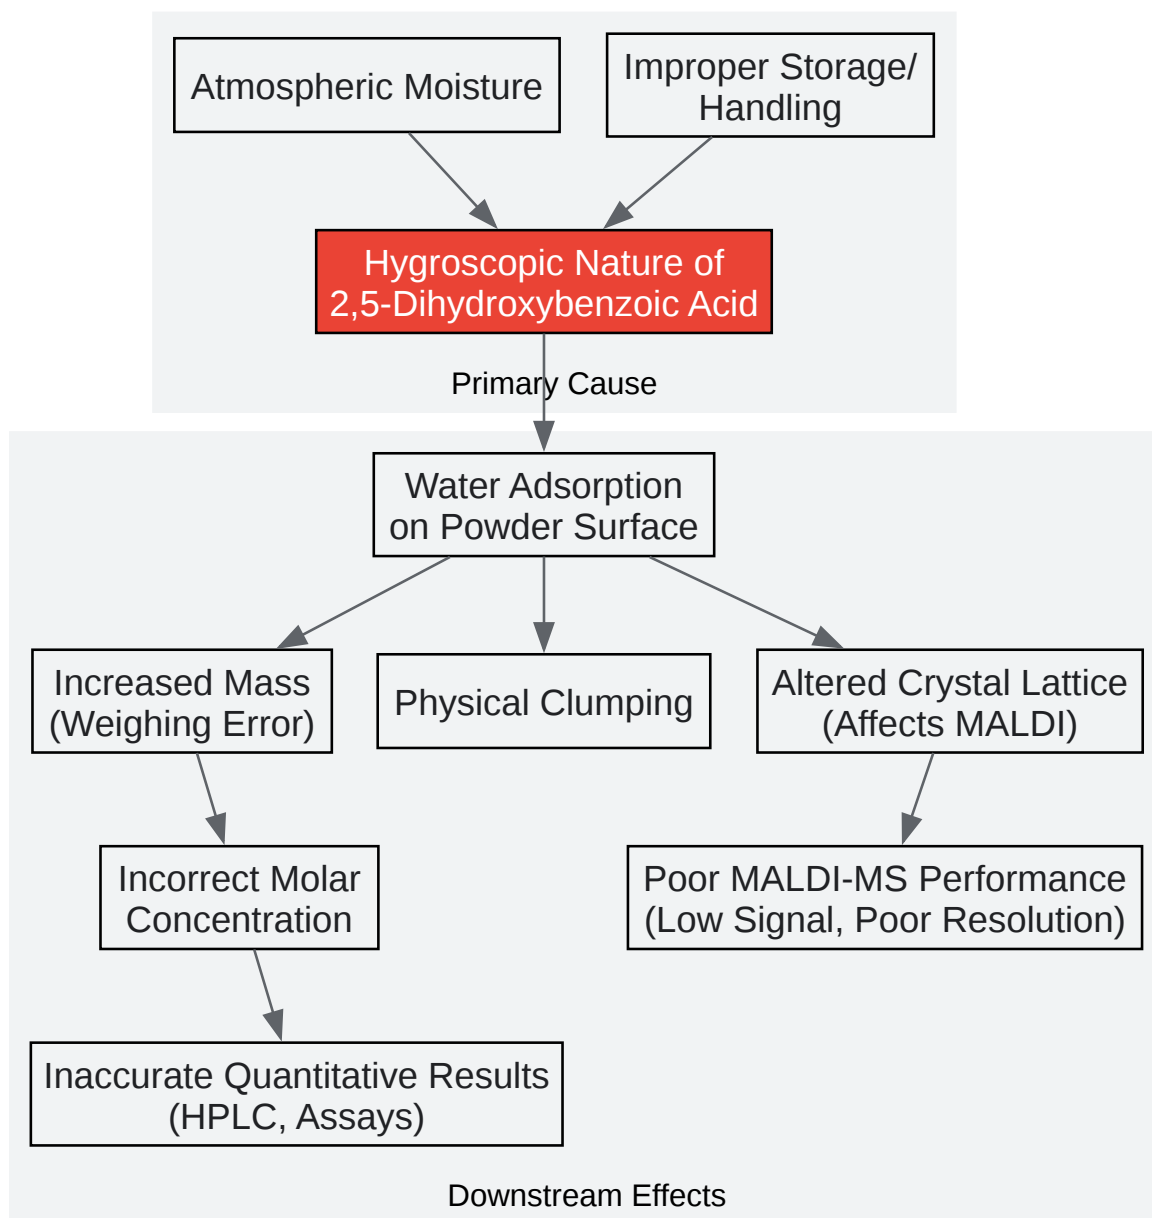 Atmospheric Moisture
Improper Storage/
Handling
Hygroscopic Nature of
2,5-Dihydroxybenzoic Acid
Primary Cause
Water Adsorption
on Powder Surface
Increased Mass
(Weighing Error)
Physical Clumping
Altered Crystal Lattice
(Affects MALDI)
Incorrect Molar
Concentration
Poor MALDI-MS Performance
(Low Signal, Poor Resolution)
Inaccurate Quantitative Results
(HPLC, Assays)
Downstream Effects